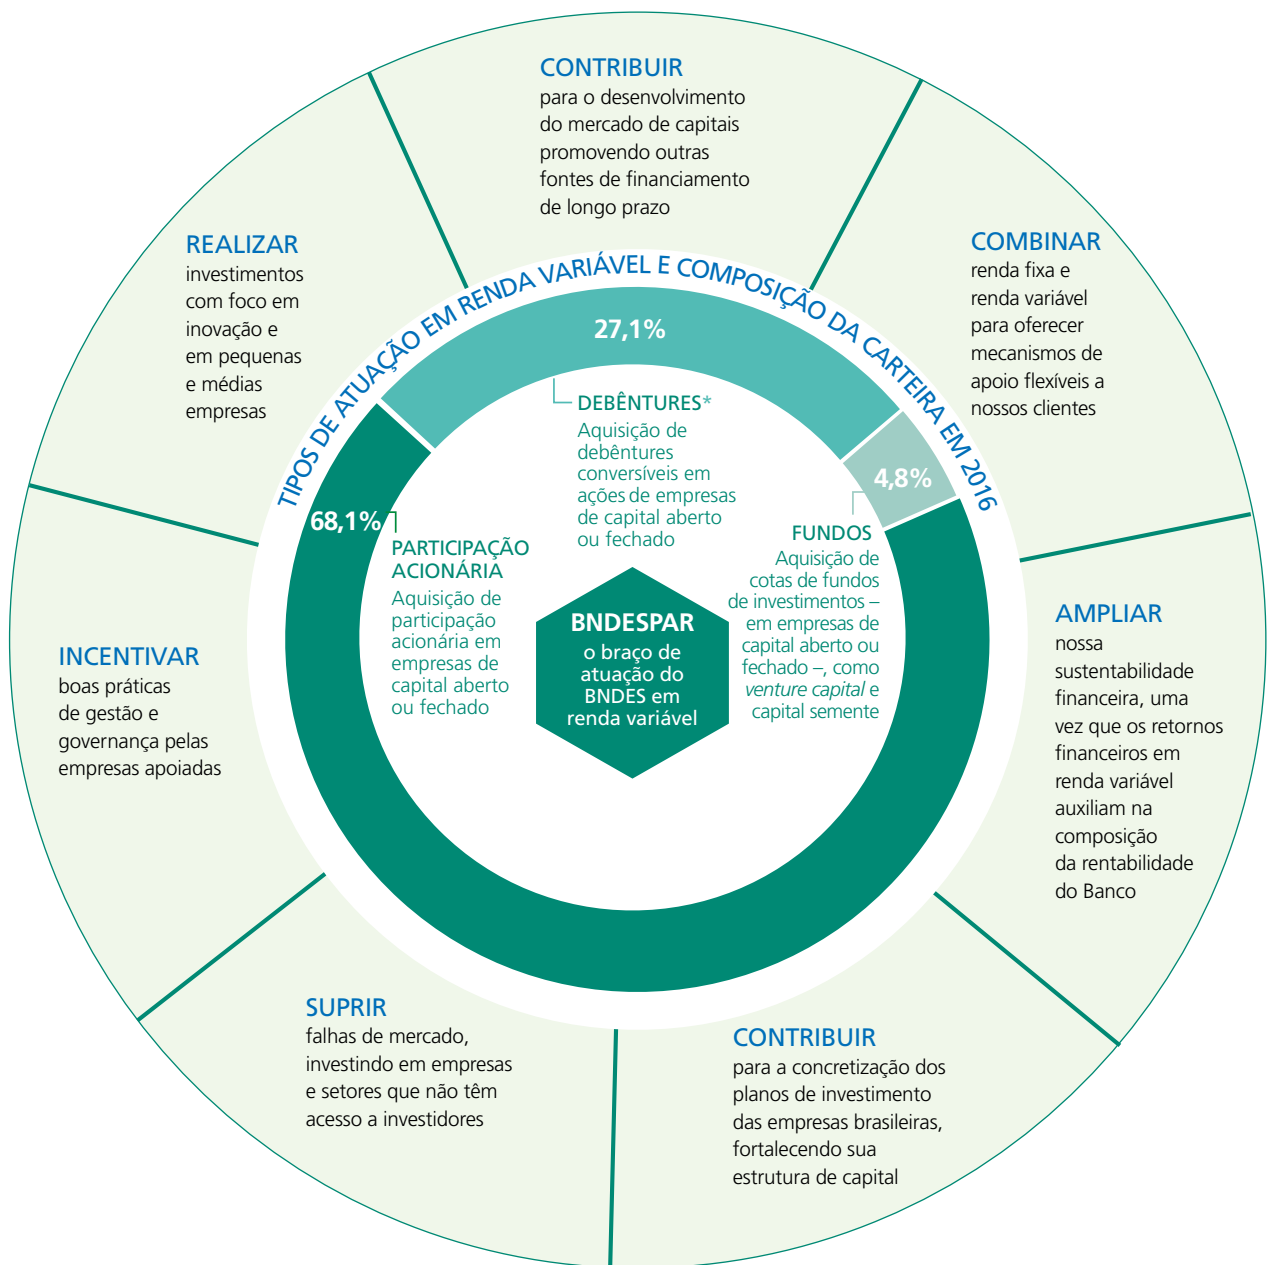 CONTRIBUIR
para o desenvolvimento
do mercado de capitais
promovendo outras
fontes de financiamento
de longo prazo
REALIZAR
investimentos
com foco em
inovação e
em pequenas
e médias
empresas
COMBINAR
renda fixa e
renda variável
para oferecer
mecanismos de
apoio flexíveis a
nossos clientes
TIPOS DE ATUAÇÃO EM RENDA VARIÁVEL E COMPOSIÇÃO DA CARTEIRA EM 2016
27,1%
DEBÊNTURES*
Aquisição de
debêntures
conversíveis em
ações de empresas
de capital aberto
ou fechado
4,8%
FUNDOS
Aquisição de
cotas de fundos
de investimentos –
em empresas de
capital aberto ou
fechado –, como
venture capital e
capital semente
68,1%
PARTICIPAÇÃO
ACIONÁRIA
Aquisição de
participação
acionária em
empresas de
capital aberto
ou fechado
BNDESPAR
o braço de
atuação do
BNDES em
renda variável
AMPLIAR
nossa
sustentabilidade
financeira, uma
vez que os retornos
financeiros em
renda variável
auxiliam na
composição
da rentabilidade
do Banco
INCENTIVAR
boas práticas
de gestão e
governança pelas
empresas apoiadas
SUPRIR
falhas de mercado,
investindo em empresas
e setores que não têm
acesso a investidores
CONTRIBUIR
para a concretização dos
planos de investimento
das empresas brasileiras,
fortalecendo sua
estrutura de capital